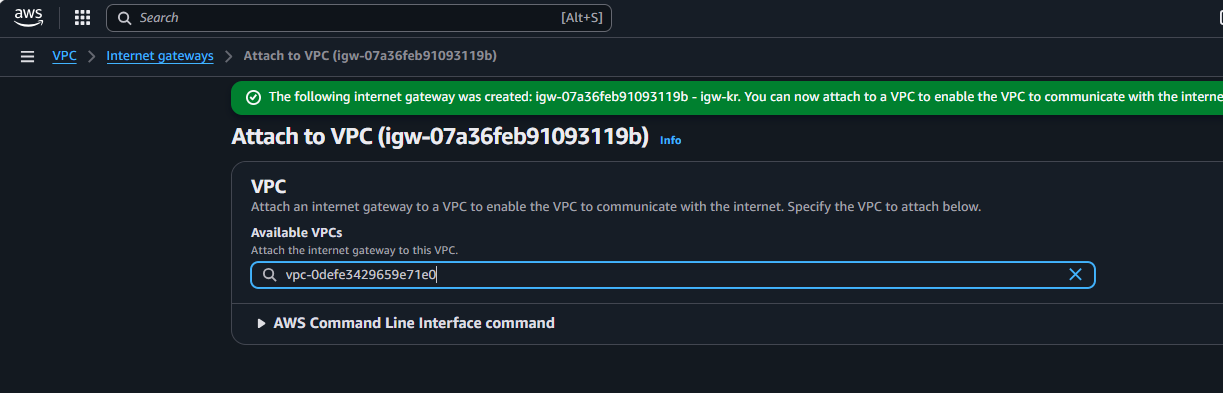 aws
Search [Alt+S]
VPC > Internet gateways > Attach to VPC (igw-07a36feb91093119b)
The following internet gateway was created: igw-07a36feb91093119b - igw-kr. You can now attach to a VPC to enable the VPC to communicate with the interne
Attach to VPC (igw-07a36feb91093119b) Info
VPC
Attach an internet gateway to a VPC to enable the VPC to communicate with the internet. Specify the VPC to attach below.
Available VPCs
Attach the internet gateway to this VPC.
vpc-0defe3429659e71e0
AWS Command Line Interface command